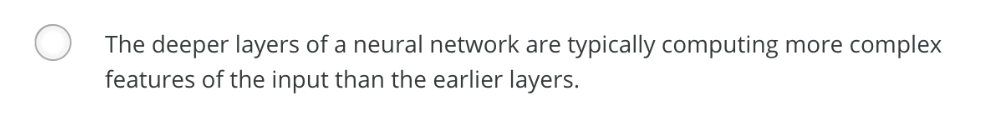 The deeper layers of a neural network are typically computing more complex
features of the input than the earlier layers.